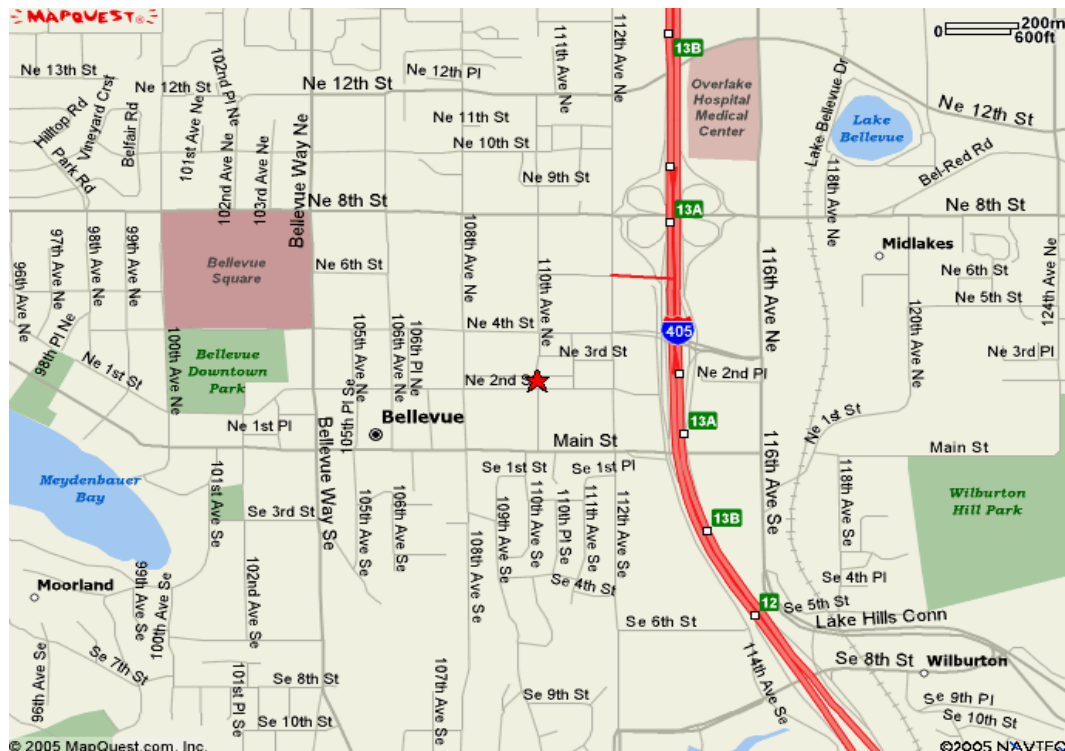 MAPQUEST®
200m
0
600ft
Ne 13th St
Ne 12th St
102nd Pl Ne
Ne 12th St
Ne 12th Pl
111th Ave Ne
112th Ave Ne
13B
Overlake
Hospital
Medical
Center
Lake Bellevue Dr
Lake
Bellevue
Ne 12th St
Hilltop Rd
Vineyard Crst
Belfair Rd
Park Rd
101st Ave Ne
102nd Ave Ne
103rd Ave Ne
Bellevue Way Ne
Ne 11th St
Ne 10th St
Ne 9th St
118th Ave Ne
Bel-Red Rd
Ne 8th St
13A
Ne 8th St
96th Ave Ne
97th Ave Ne
98th Ave Ne
99th Ave Ne
Bellevue
Square
Ne 6th St
108th Ave Ne
110th Ave Ne
116th Ave Ne
Midlakes
Ne 6th St
Ne 5th St
124th Ave Ne
120th Ave Ne
98th Pl Ne
100th Ave Ne
105th Ave Ne
106th Ave Ne
106th Pl Ne
Ne 4th St
405
Ne 3rd St
Ne 3rd Pl
Ne 1st St
Bellevue
Downtown
Park
Ne 2nd St
Ne 2nd Pl
105th Pl Se
Bellevue
Ne 1st Pl
Main St
13A
Ne 1st St
Main St
Meydenbauer
Bay
101st Ave Se
Bellevue Way Se
Se 1st St
Se 1st Pl
116th Ave Se
118th Ave Se
Wilburton
Hill Park
Se 3rd St
105th Ave Se
106th Ave Se
109th Ave Se
110th Ave Se
110th Pl Se
111th Ave Se
112th Ave Se
13B
Moorland
99th Ave Se
100th Ave Se
102nd Ave Se
108th Ave Se
Se 4th St
Se 4th Pl
12
Se 5th St
Lake Hills Conn
Se 6th St
96th Ave Se
Se 7th St
101st Pl Se
Se 8th St
107th Ave Se
114th Ave Se
Se 8th St
Wilburton
Se 9th St
Se 9th Pl
Se 10th St
Se 10th St
© 2005 MapQuest.com, Inc.
©2005 NAVTEQ